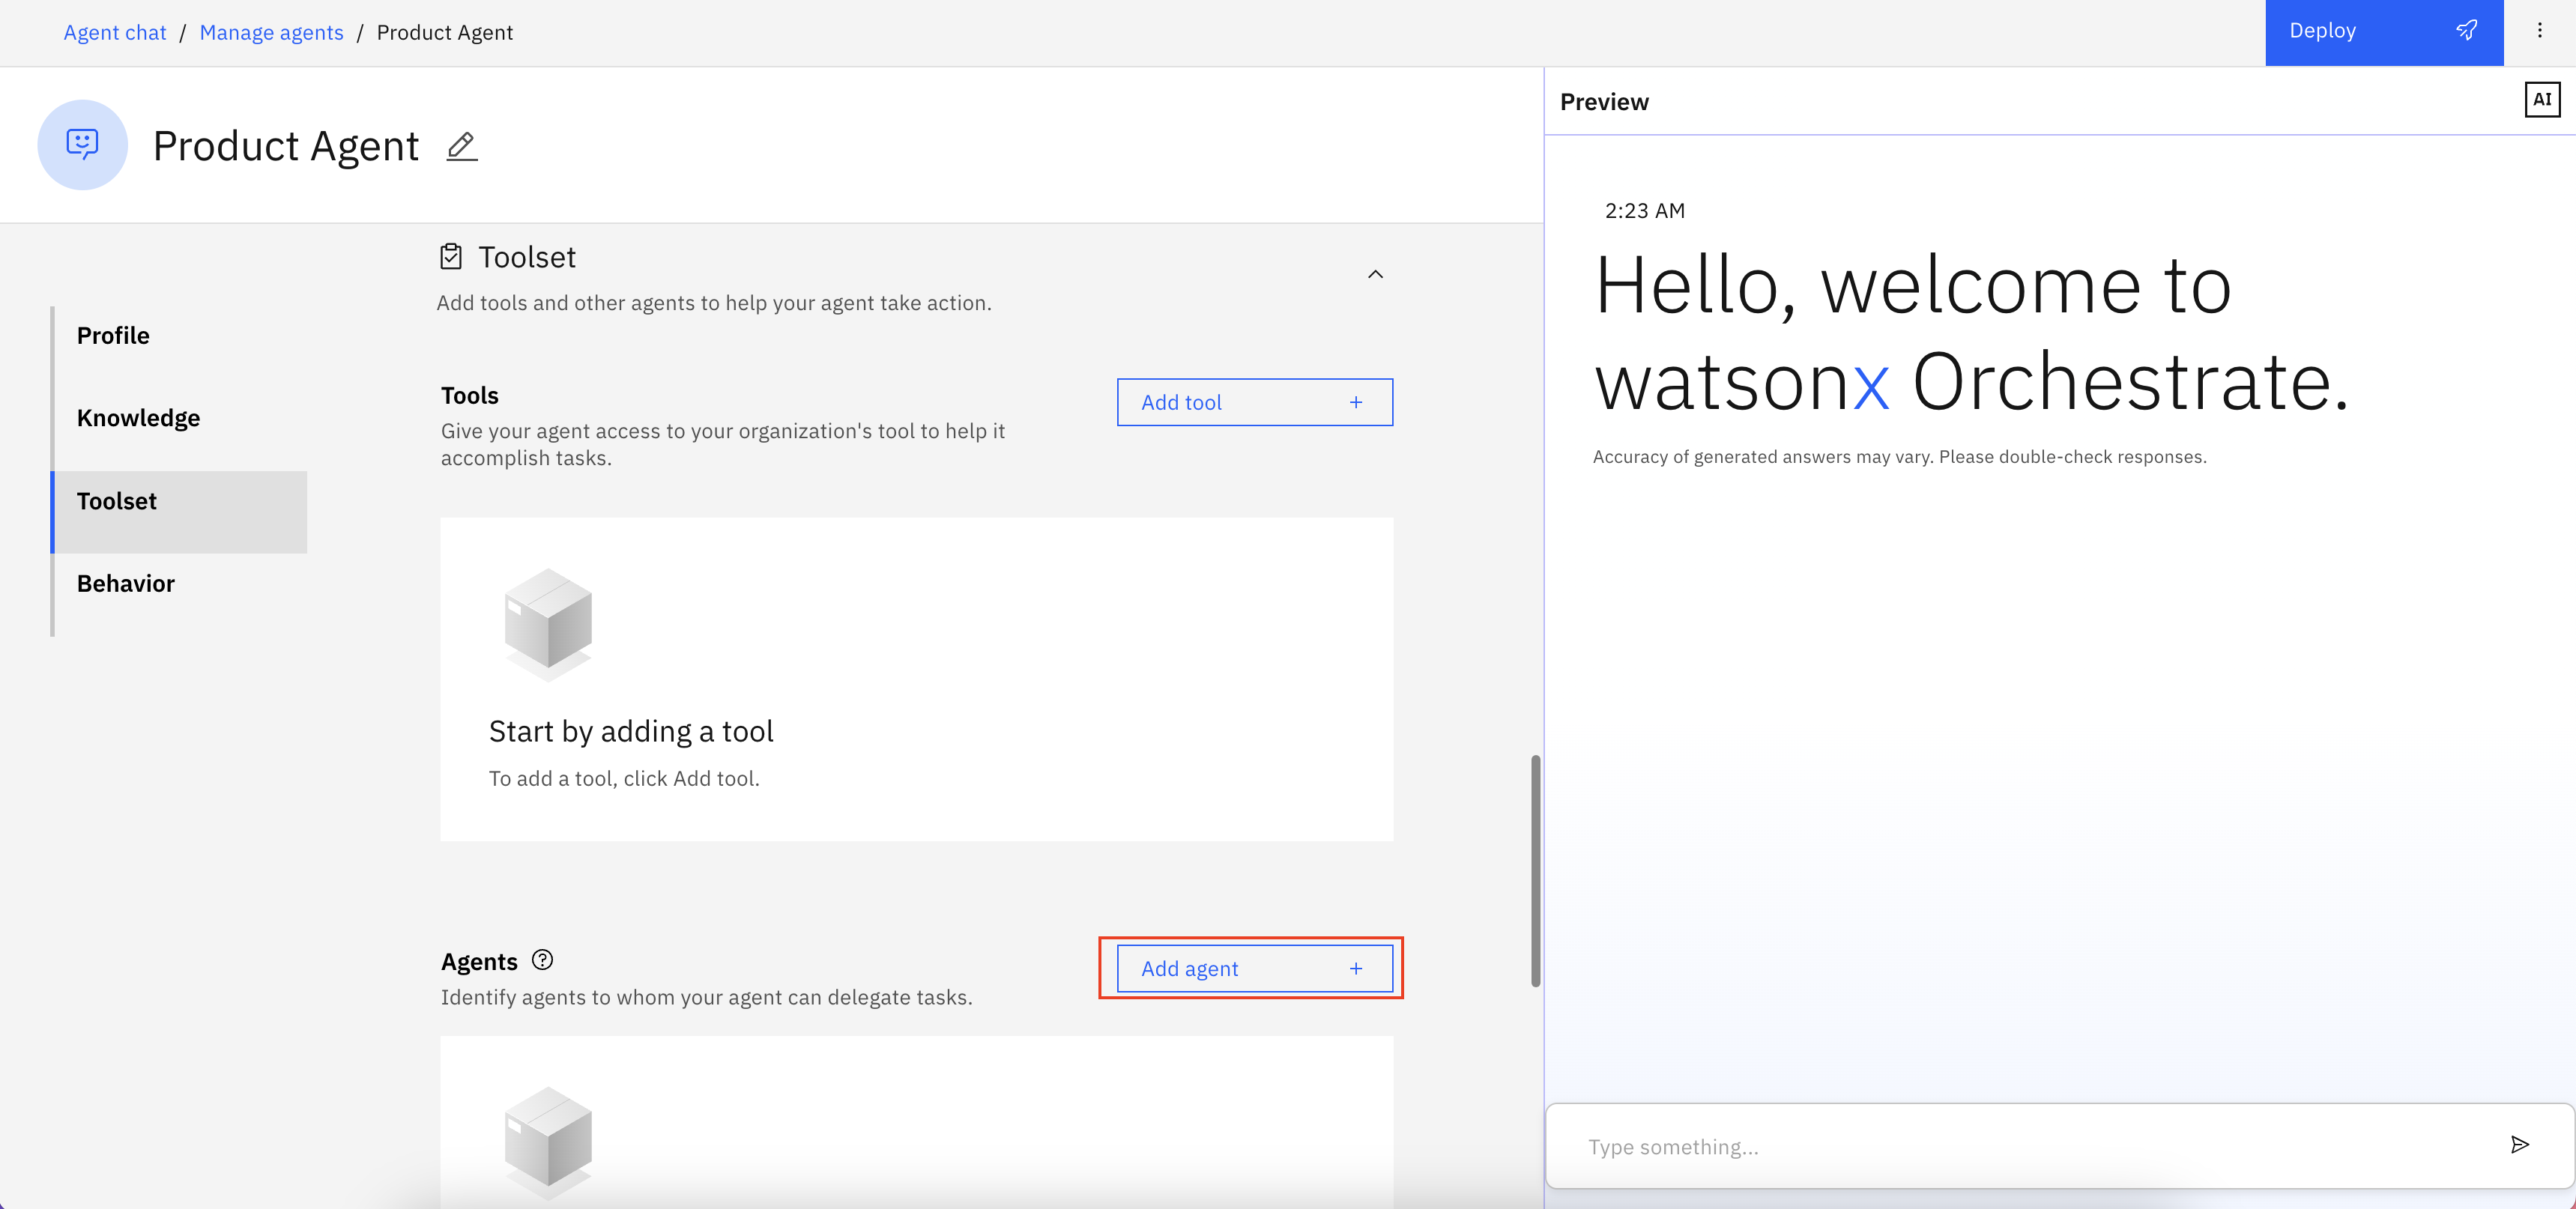 Agent chat / Manage agents / Product Agent
Deploy
Product Agent
Profile
Knowledge
Toolset
Behavior
Toolset
Add tools and other agents to help your agent take action.
Tools
Give your agent access to your organization's tool to help it
accomplish tasks.
Add tool +
Start by adding a tool
To add a tool, click Add tool.
Agents ?
Identify agents to whom your agent can delegate tasks.
Add agent +
Preview
AI
2:23 AM
Hello, welcome to
watsonx Orchestrate.
Accuracy of generated answers may vary. Please double-check responses.
Type something...